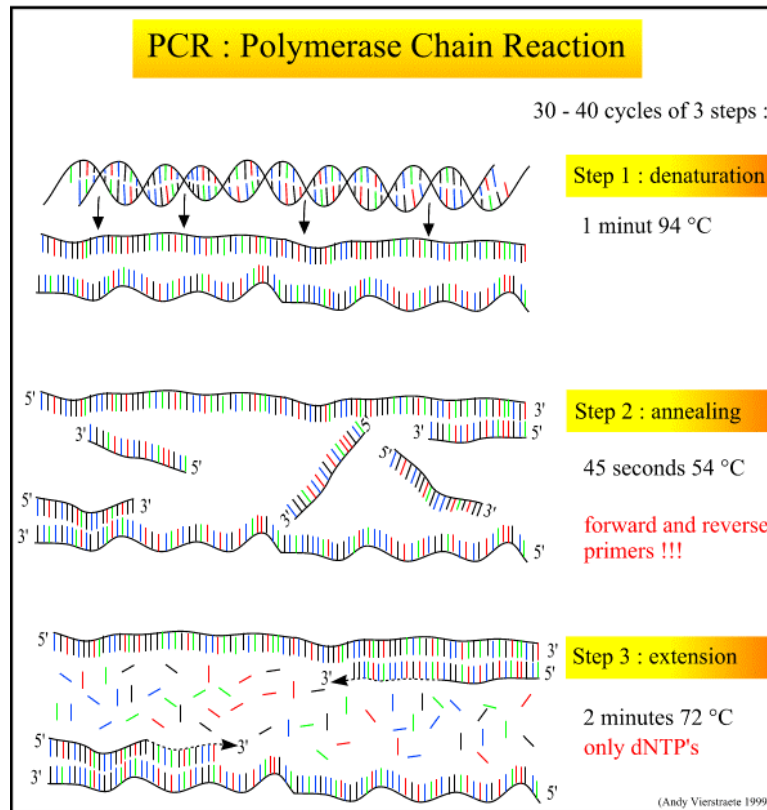 PCR : Polymerase Chain Reaction
30 - 40 cycles of 3 steps :
Step 1 : denaturation
1 minut 94 °C
5'
3'
Step 2 : annealing
3'
5'
3'
5'
5'
5'
45 seconds 54 °C
5'
3'
3'
3'
forward and reverse
primers !!!
3'
5'
5'
3'
Step 3 : extension
3'
5'
2 minutes 72 °C
5'
3'
only dNTP's
3'
5'
(Andy Vierstraete 1999